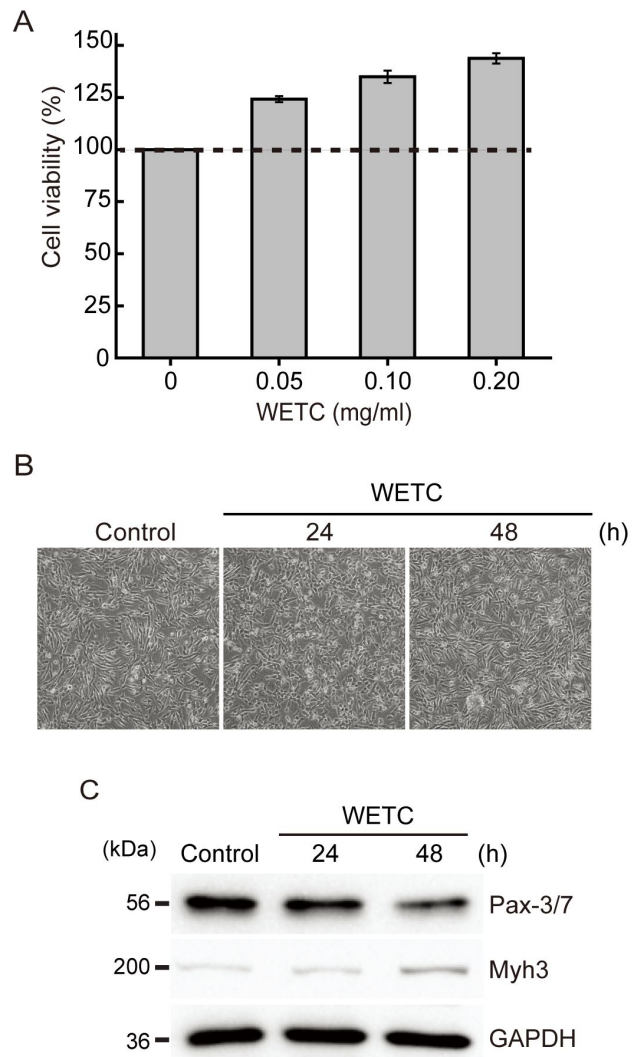 A
150
125
100
75
50
25
0
Cell viability (%)
0 0.05 0.10 0.20
WETC (mg/ml)
B
WETC
Control 24 48 (h)
C
WETC
(kDa) Control 24 48 (h)
56 Pax-3/7
200 Myh3
36 GAPDH